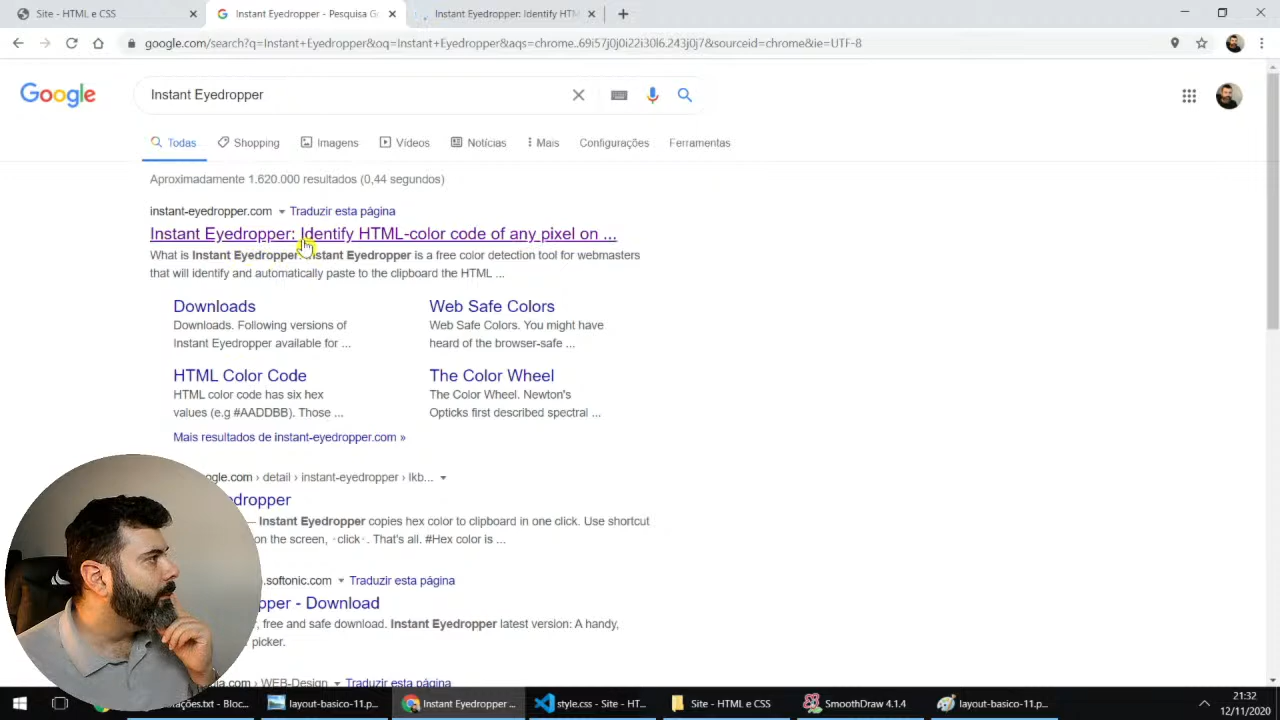 Site - HTML e CSS
Instant Eyedropper - Pesquisa G
Instant Eyedropper: Identify HTM
google.com/search?q=Instant+Eyedropper&oq=Instant+Eyedropper&aqs=chrome..69i57j0j0i22i30l6.243j0j7&sourceid=chrome&ie=UTF-8
Google
Instant Eyedropper
Todas
Shopping
Imagens
Vídeos
Notícias
Mais
Configurações
Ferramentas
Aproximadamente 1.620.000 resultados (0,44 segundos)
instant-eyedropper.com Traduzir esta página
Instant Eyedropper: Identify HTML-color code of any pixel on ...
What is Instant Eyedropper. Instant Eyedropper is a free color detection tool for webmasters
that will identify and automatically paste to the clipboard the HTML ...
Downloads
Downloads. Following versions of
Instant Eyedropper available for ...
Web Safe Colors
Web Safe Colors. You might have
heard of the browser-safe ...
HTML Color Code
HTML color code has six hex
values (e.g #AADDBB). Those ...
The Color Wheel
The Color Wheel. Newton's
Opticks first described spectral ...
Mais resultados de instant-eyedropper.com »
ogle.com › detail › instant-eyedropper › lkb...
edropper
— Instant Eyedropper copies hex color to clipboard in one click. Use shortcut
on the screen, ·click·. That's all. #Hex color is ...
.softonic.com Traduzir esta página
pper - Download
, free and safe download. Instant Eyedropper latest version: A handy,
picker.
.com › WEB-Design Traduzir esta página
ações.txt - Bloc...
layout-basico-11.p...
Instant Eyedropper ...
style.css - Site - HT...
Site - HTML e CSS
SmoothDraw 4.1.4
layout-basico-11.p...
21:32
12/11/2020